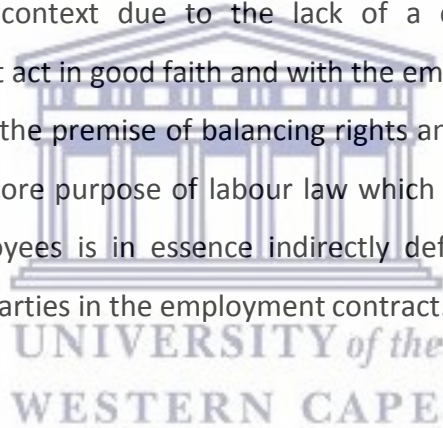 context due to the lack of a
act in good faith and with the em
the premise of balancing rights an
ore purpose of labour law which
yees is in essence indirectly def
arties in the employment contract.
UNIVERSITY of the
WESTERN CAPE